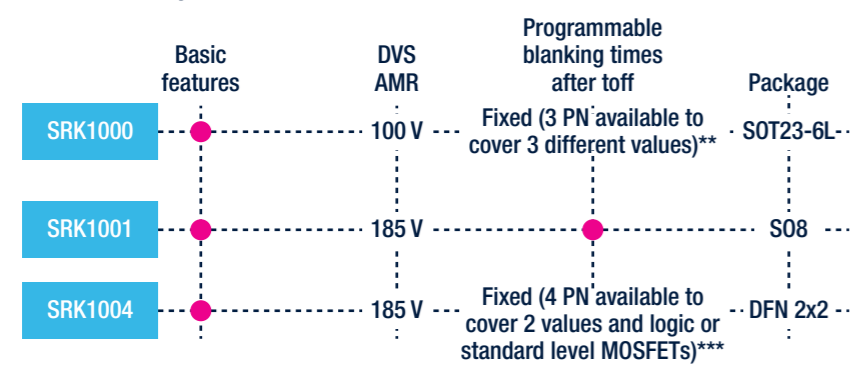 Basic
features
DVS
AMR
Programmable
blanking times
after toff
Package
SRK1000
100 V
Fixed (3 PN available to
cover 3 different values)**
SOT23-6L
SRK1001
185 V
SO8
SRK1004
185 V
Fixed (4 PN available to
cover 2 values and logic or
standard level MOSFETs)***
DFN 2x2